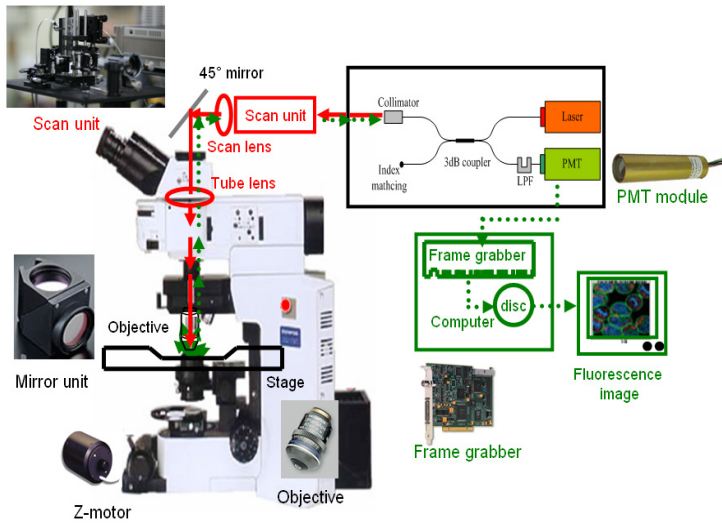 45° mirror
Scan unit
Scan unit
Scan lens
Tube lens
Collimator
Laser
Index
mathcing
3dB coupler
LPF
PMT
PMT module
Frame grabber
disc
Computer
Fluorescence
image
Objective
Stage
OLYMPUS
Mirror unit
Frame grabber
Objective
Z-motor